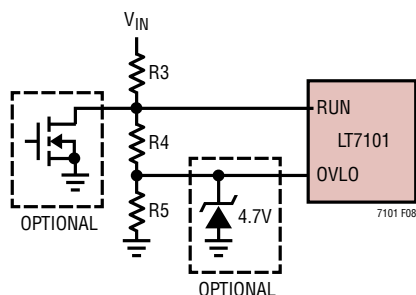 VIN
R3
RUN
R4
LT7101
OVLO
R5
4.7V
7101 F08
OPTIONAL
OPTIONAL